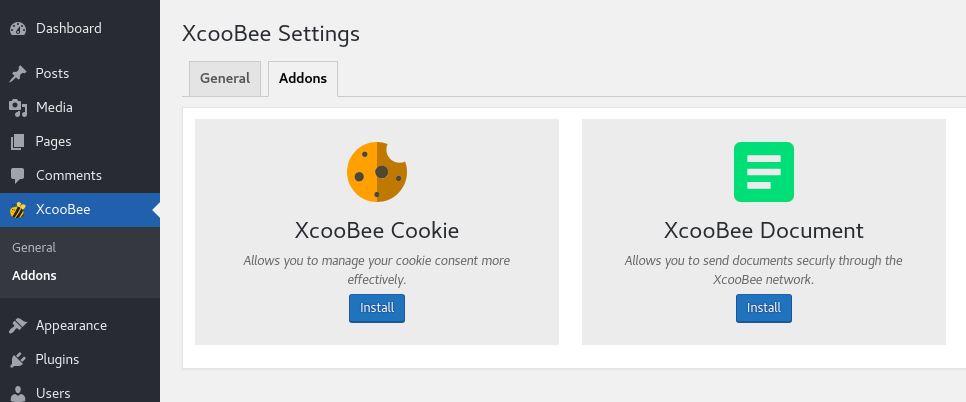 Dashboard
Posts
Media
Pages
Comments
XcooBee
General
Addons
Appearance
Plugins
Users
XcooBee Settings
General
Addons
XcooBee Cookie
Allows you to manage your cookie consent more
effectively.
Install
XcooBee Document
Allows you to send documents securly through the
XcooBee network.
Install